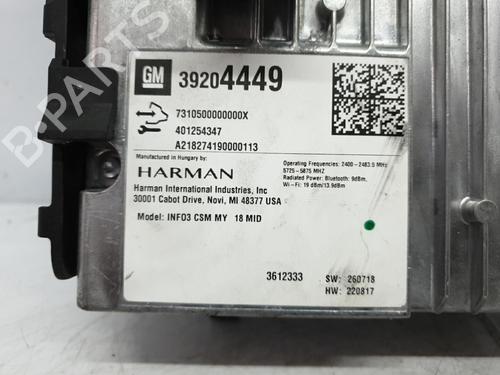 B-PARTS
GM 39204449
731050000000000X
401254347
A218274190000113
Manufactured in Hungary by:
HARMAN
Harman International Industries, Inc
30001 Cabot Drive, Novi, MI 48377 USA
Model: INFO3 CSM MY 18 MID
Operating Frequencies: 2400-2483.5 MHz
5725-5875 MHZ
Radiated Power: Bluetooth: 9dBm,
Wi-Fi: 19 dBm/13.9dBm
3612333
SW: 260718
HW: 220817